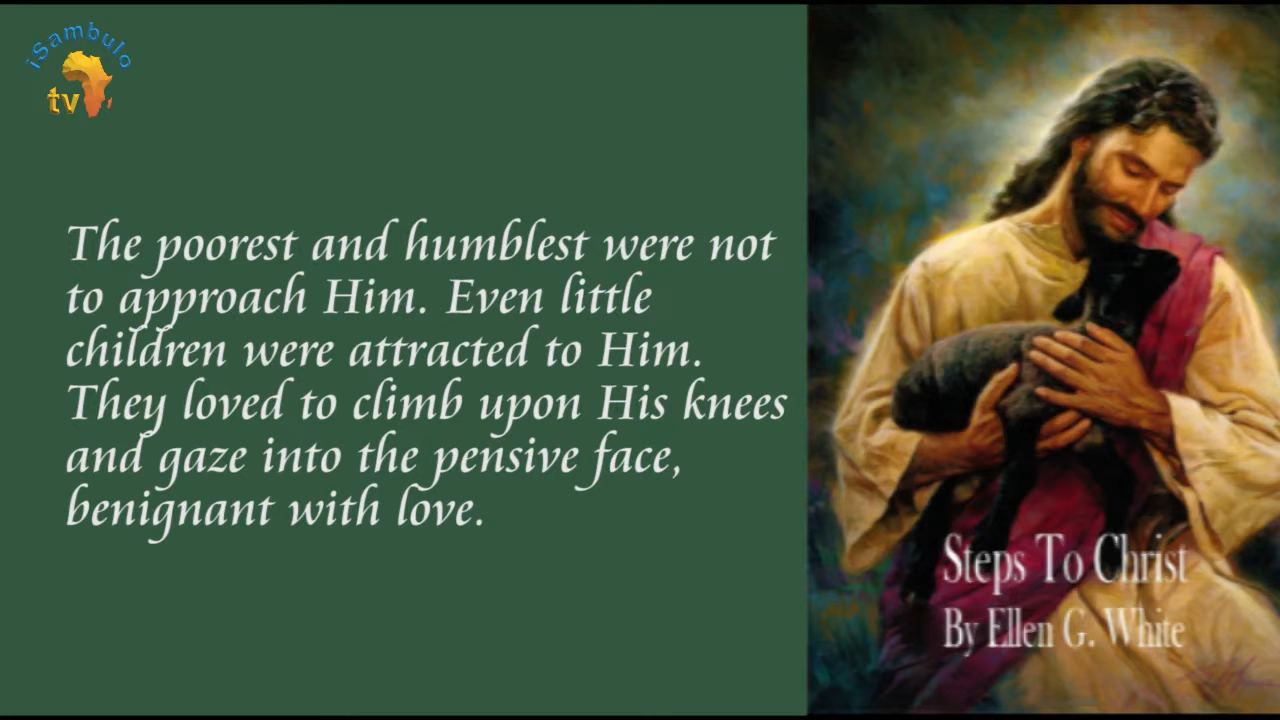 iSambulo
tv
The poorest and humblest were not
to approach Him. Even little
children were attracted to Him.
They loved to climb upon His knees
and gaze into the pensive face,
benignant with love.
Steps To Christ
By Ellen G. White